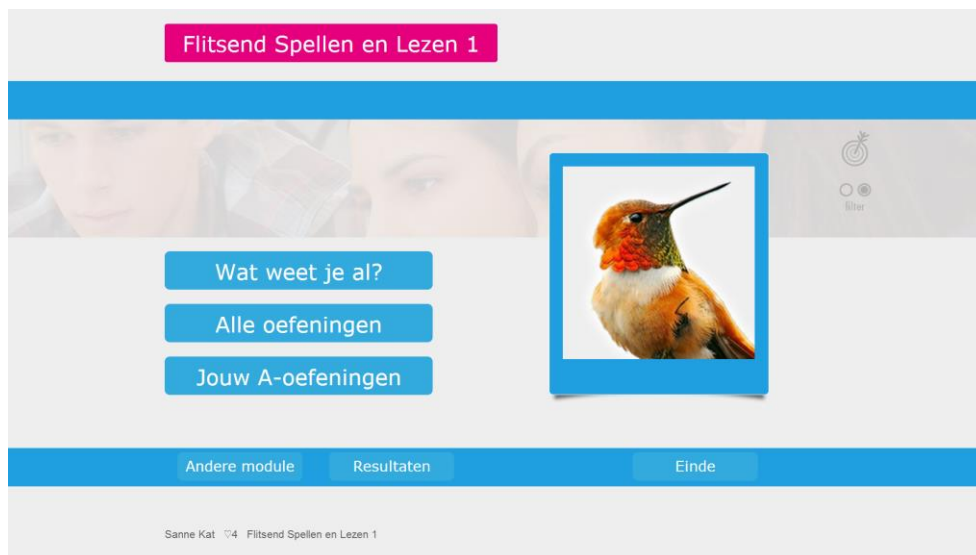 Flitsend Spellen en Lezen 1
filter
Wat weet je al?
Alle oefeningen
Jouw A-oefeningen
Andere module Resultaten Einde
Sanne Kat ♡4 Flitsend Spellen en Lezen 1